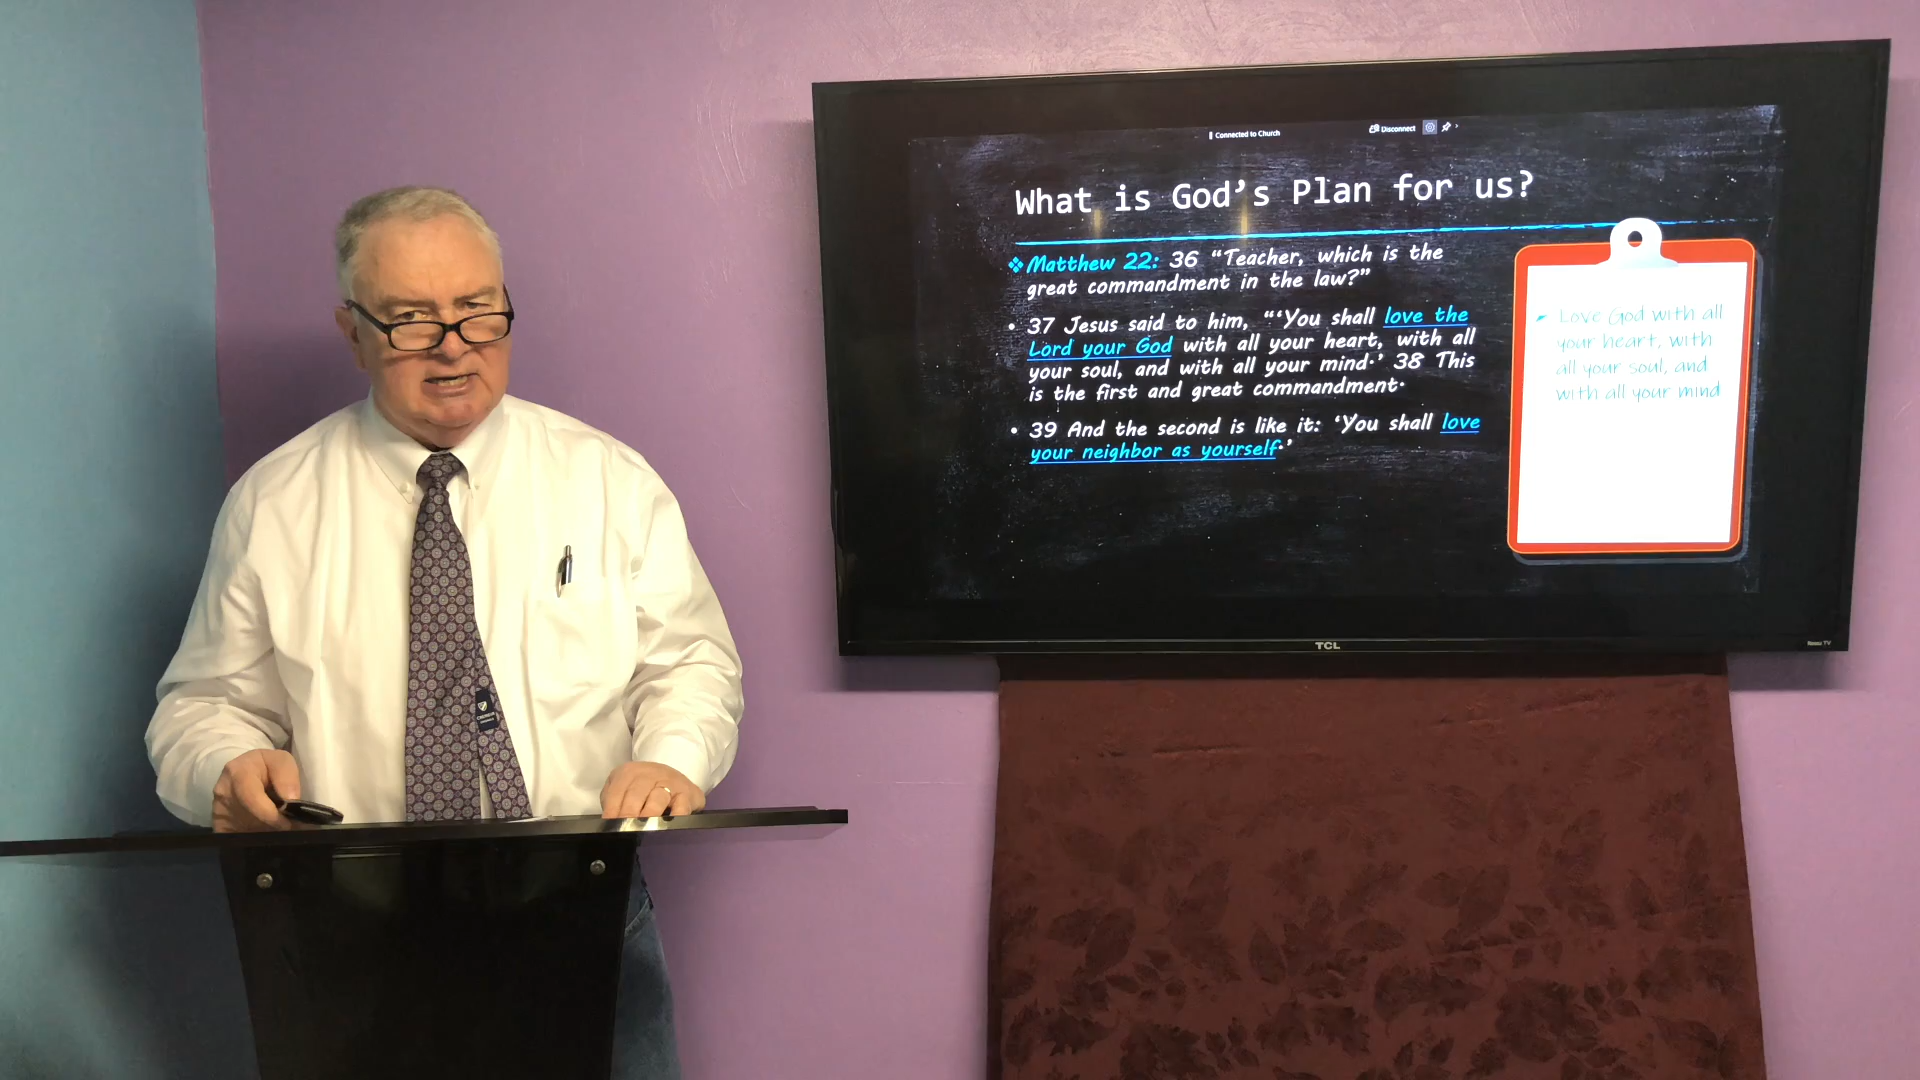 Connected to Church
Disconnect
What is God's Plan for us?
Matthew 22: 36 “Teacher, which is the
great commandment in the law?”
• 37 Jesus said to him, “‘You shall love the
Lord your God with all your heart, with all
your soul, and with all your mind.’ 38 This
is the first and great commandment.
• 39 And the second is like it: ‘You shall love
your neighbor as yourself.’
Love God with all
your heart, with
all your soul, and
with all your mind
TCL
Roku TV